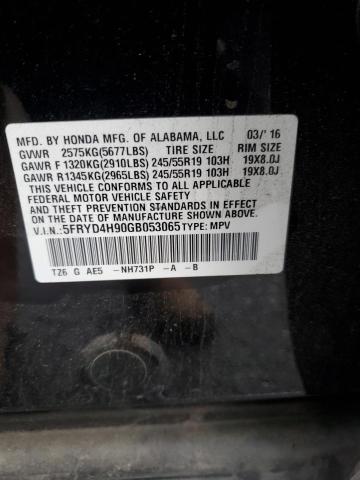 MFD. BY HONDA MFG. OF ALABAMA, LLC 03/'16
GVWR 2575KG(5677LBS) TIRE SIZE RIM SIZE
GAWR F 1320KG(2910LBS) 245/55R19 103H 19X8.0J
GAWR R1345KG(2965LBS) 245/55R19 103H 19X8.0J
THIS VEHICLE CONFORMS TO ALL APPLICABLE
FEDERAL MOTOR VEHICLE SAFETY
AND THEFT PREVENTION STANDARDS IN EFFECT ON THE
DATE OF MANUFACTURE SHOWN ABOVE.
V.I.N.:5FRYD4H90GB053065 TYPE: MPV
TZ6 G AE5 -NH731P -A -B